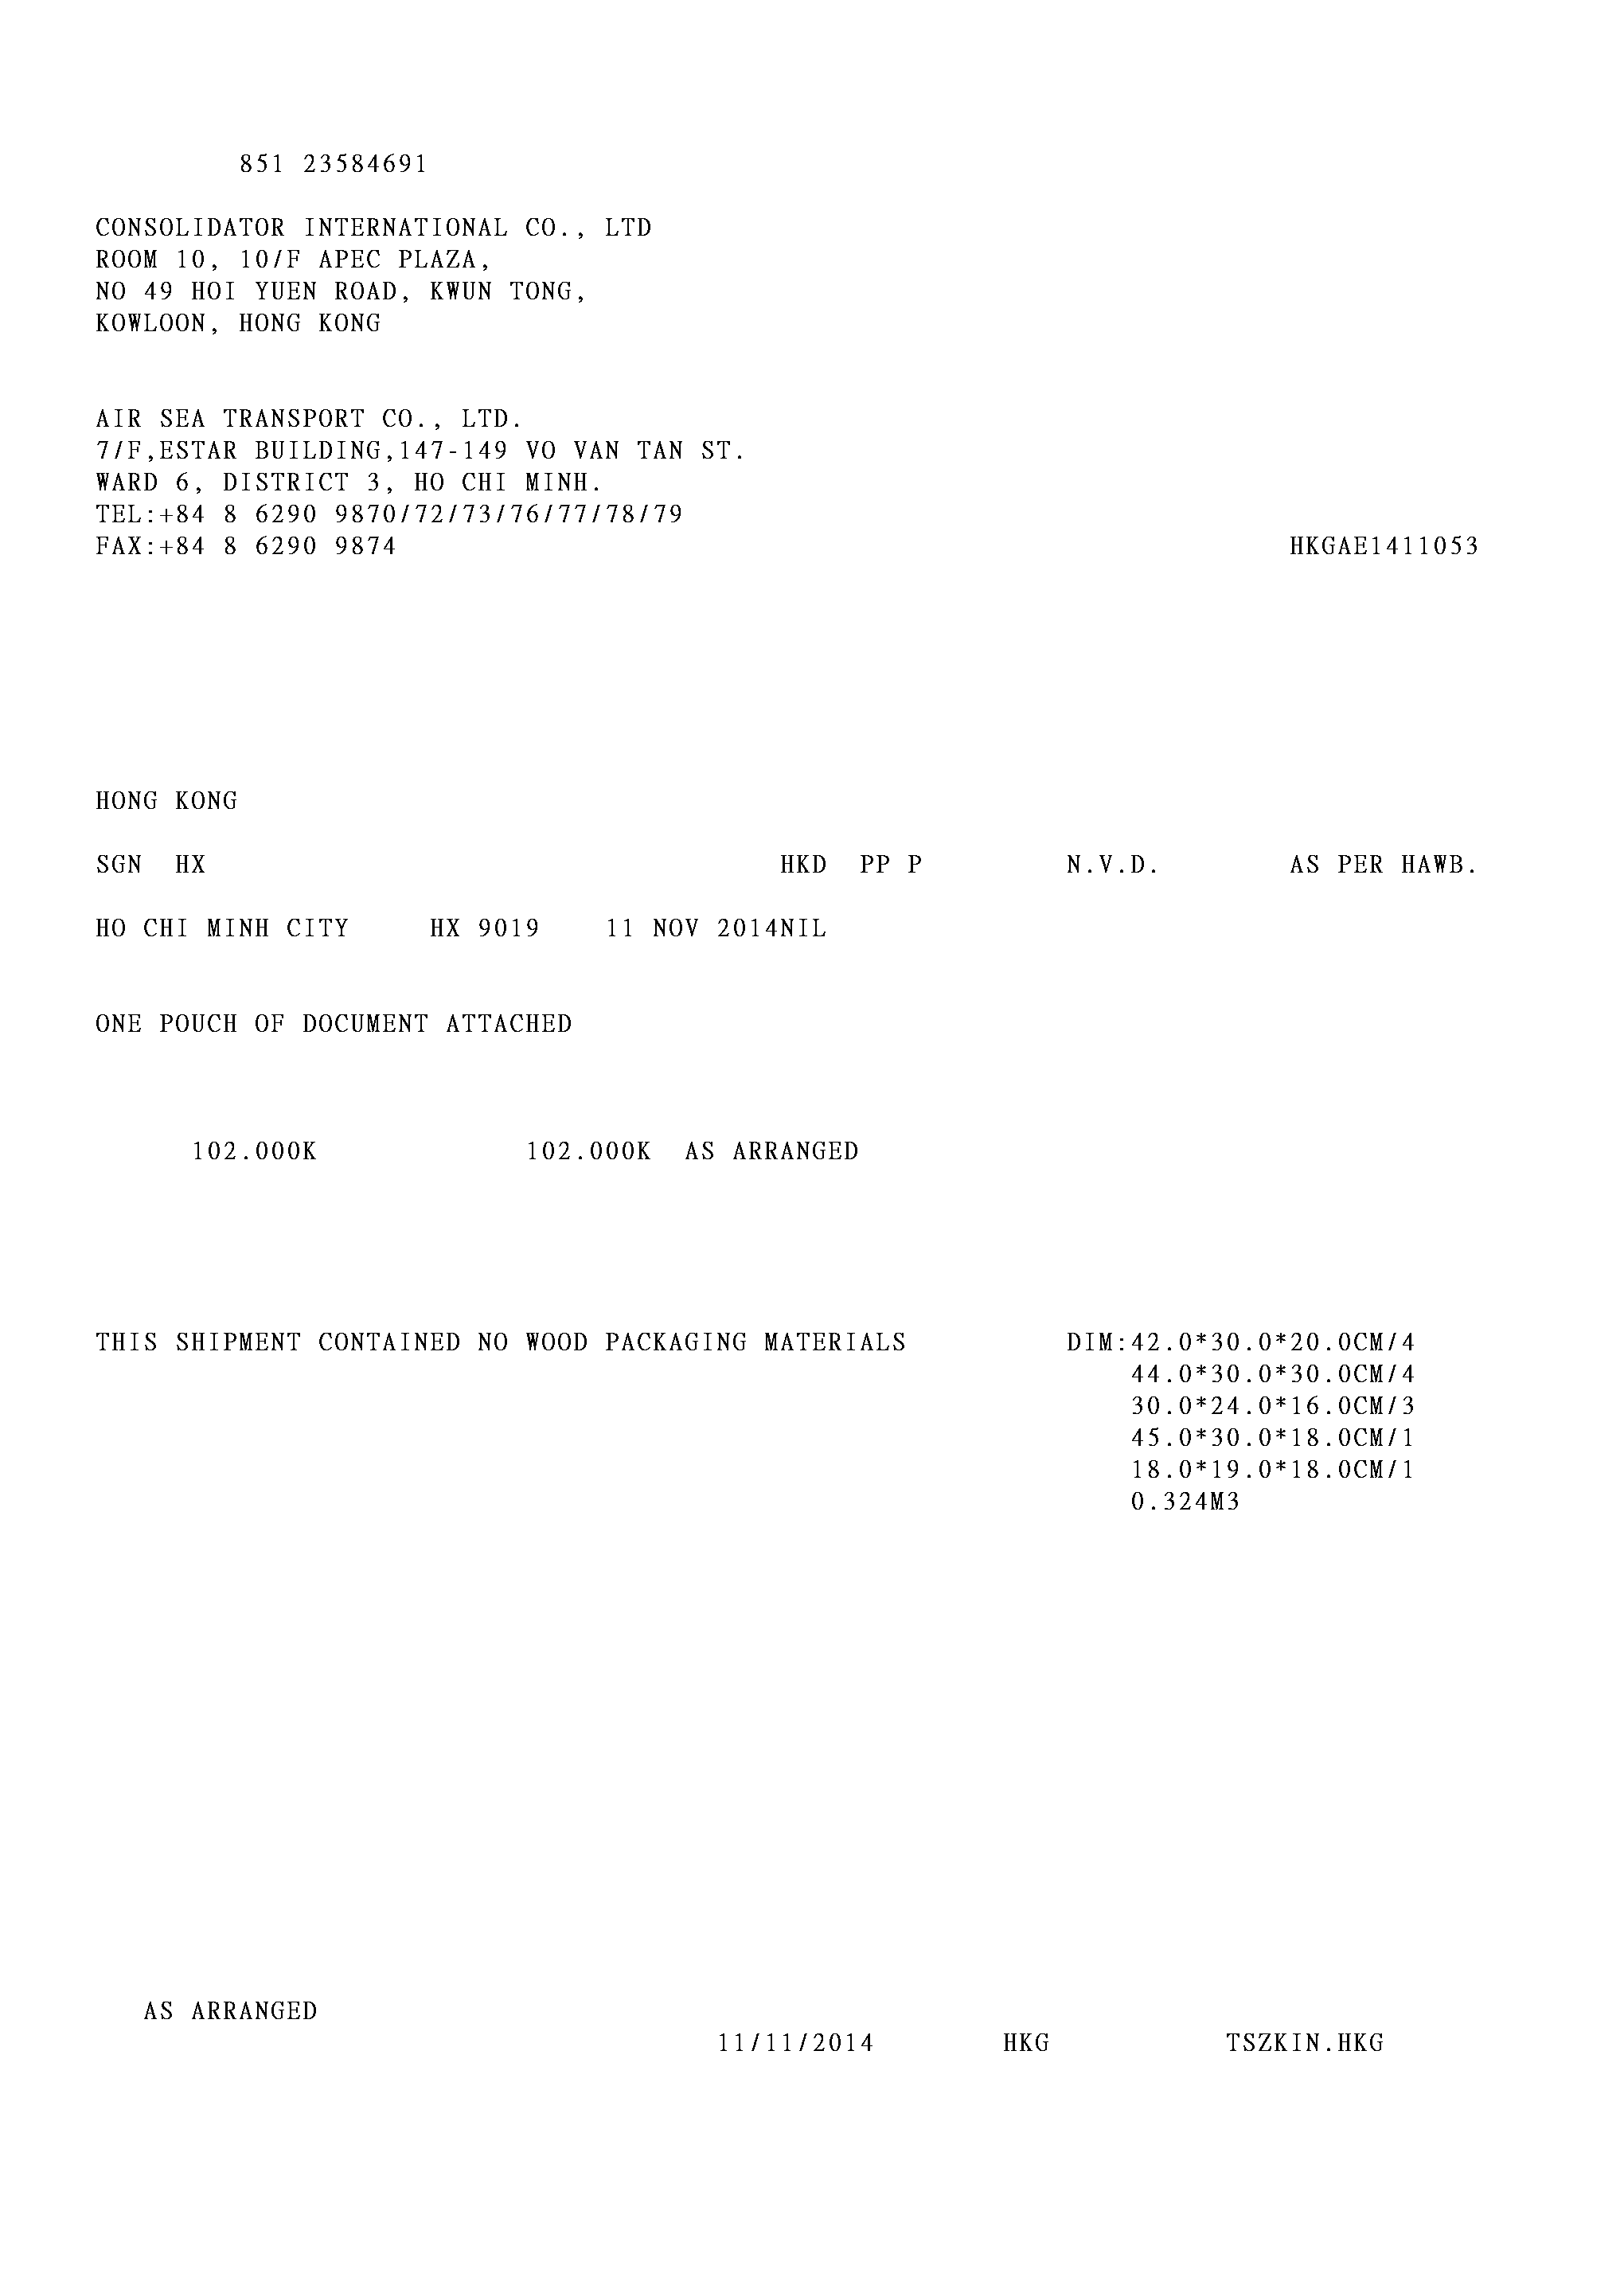 851 23584691
CONSOLIDATOR INTERNATIONAL CO., LTD
ROOM 10, 10/F APEC PLAZA,
NO 49 HOI YUEN ROAD, KWUN TONG,
KOWLOON, HONG KONG
AIR SEA TRANSPORT CO., LTD.
7/F,ESTAR BUILDING,147-149 VO VAN TAN ST.
WARD 6, DISTRICT 3, HO CHI MINH.
TEL:+84 8 6290 9870/72/73/76/77/78/79
FAX:+84 8 6290 9874 HKGAE1411053
HONG KONG
SGN HX HKD PP P N.V.D. AS PER HAWB.
HO CHI MINH CITY HX 9019 11 NOV 2014NIL
ONE POUCH OF DOCUMENT ATTACHED
102.000K 102.000K AS ARRANGED
THIS SHIPMENT CONTAINED NO WOOD PACKAGING MATERIALS DIM:42.0*30.0*20.0CM/4
44.0*30.0*30.0CM/4
30.0*24.0*16.0CM/3
45.0*30.0*18.0CM/1
18.0*19.0*18.0CM/1
0.324M3
AS ARRANGED
11/11/2014 HKG TSZKIN.HKG